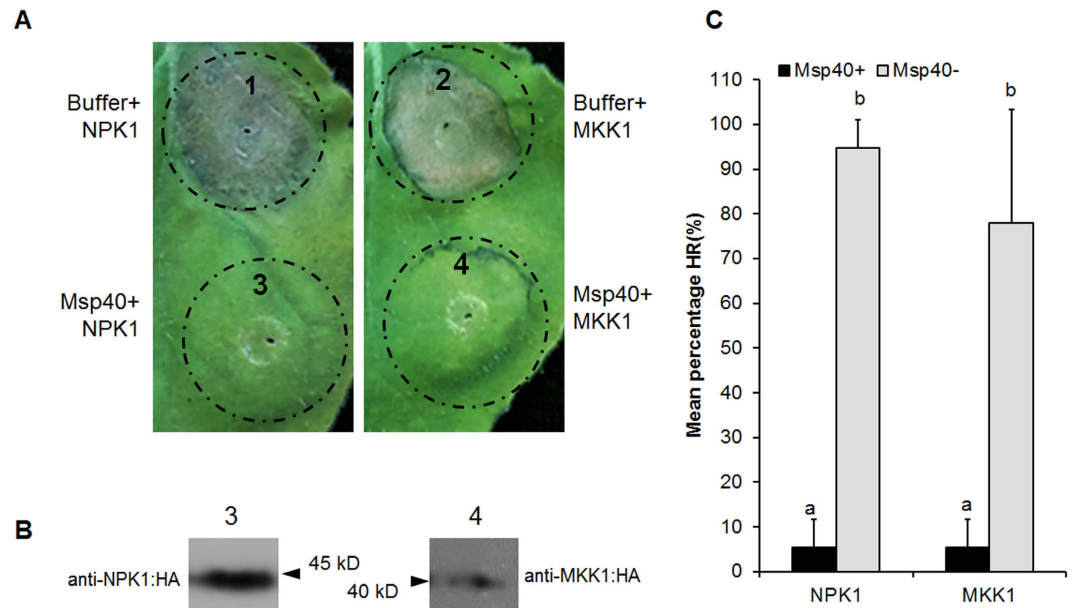 A
Buffer+
NPK1
1
2
Buffer+
MKK1
Msp40+
NPK1
3
4
Msp40+
MKK1
B
3
4
anti-NPK1:HA
45 kD
40 kD
anti-MKK1:HA
C
Msp40+ Msp40-
Mean percentage HR(%)
110
100
90
80
70
60
50
40
30
20
10
0
b
b
a
a
NPK1
MKK1